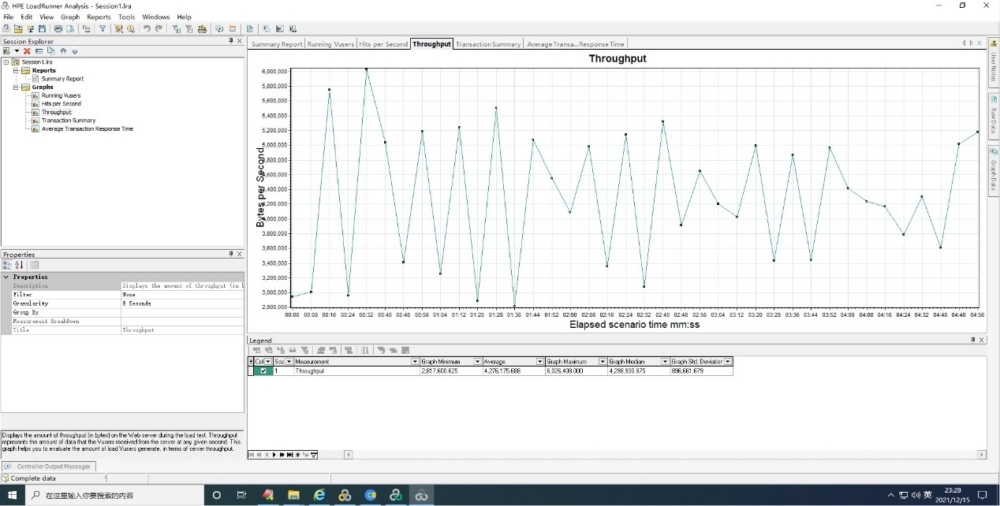 HPE LoadRunner Analysis - Session1.lra
File Edit View Graph Reports Tools Windows Help
Session Explorer
Session1.lra
Reports
Summary Report
Graphs
Running Vusers
Hits per Second
Throughput
Transaction Summary
Average Transaction Response Time
Properties
Properties
Description Displays the amount of throughput (in b
Filter None
Granularity 8 Seconds
Group By
Measurement BreakDown
Title Throughput
Displays the amount of throughput (in bytes) on the Web server during the load test. Throughput
represents the amount of data that the Vusers received from the server at any given second. This
graph helps you to evaluate the amount of load Vusers generate, in terms of server throughput.
Summary Report Running Vusers Hits per Second Throughput Transaction Summary Average Transa...Response Time
Throughput
Bytes per Second
6,000,000
5,800,000
5,600,000
5,400,000
5,200,000
5,000,000
4,800,000
4,600,000
4,400,000
4,200,000
4,000,000
3,800,000
3,600,000
3,400,000
3,200,000
3,000,000
2,800,000
00:00 00:08 00:16 00:24 00:32 00:40 00:48 00:56 01:04 01:12 01:20 01:28 01:36 01:44 01:52 02:00 02:08 02:16 02:24 02:32 02:40 02:48 02:56 03:04 03:12 03:20 03:28 03:36 03:44 03:52 04:00 04:08 04:16 04:24 04:32 04:40 04:48 04:56
Elapsed scenario time mm:ss
User Notes
Raw Data
Graph Data
Legend
Col Sca Measurement Graph Minimum Average Graph Maximum Graph Median Graph Std. Deviation
1 Throughput 2,817,600.625 4,276,175.688 6,026,408.000 4,298,930.875 896,661.679
Controller Output Messages
Complete data
在这里输入你要搜索的内容
英
23:28
2021/12/15